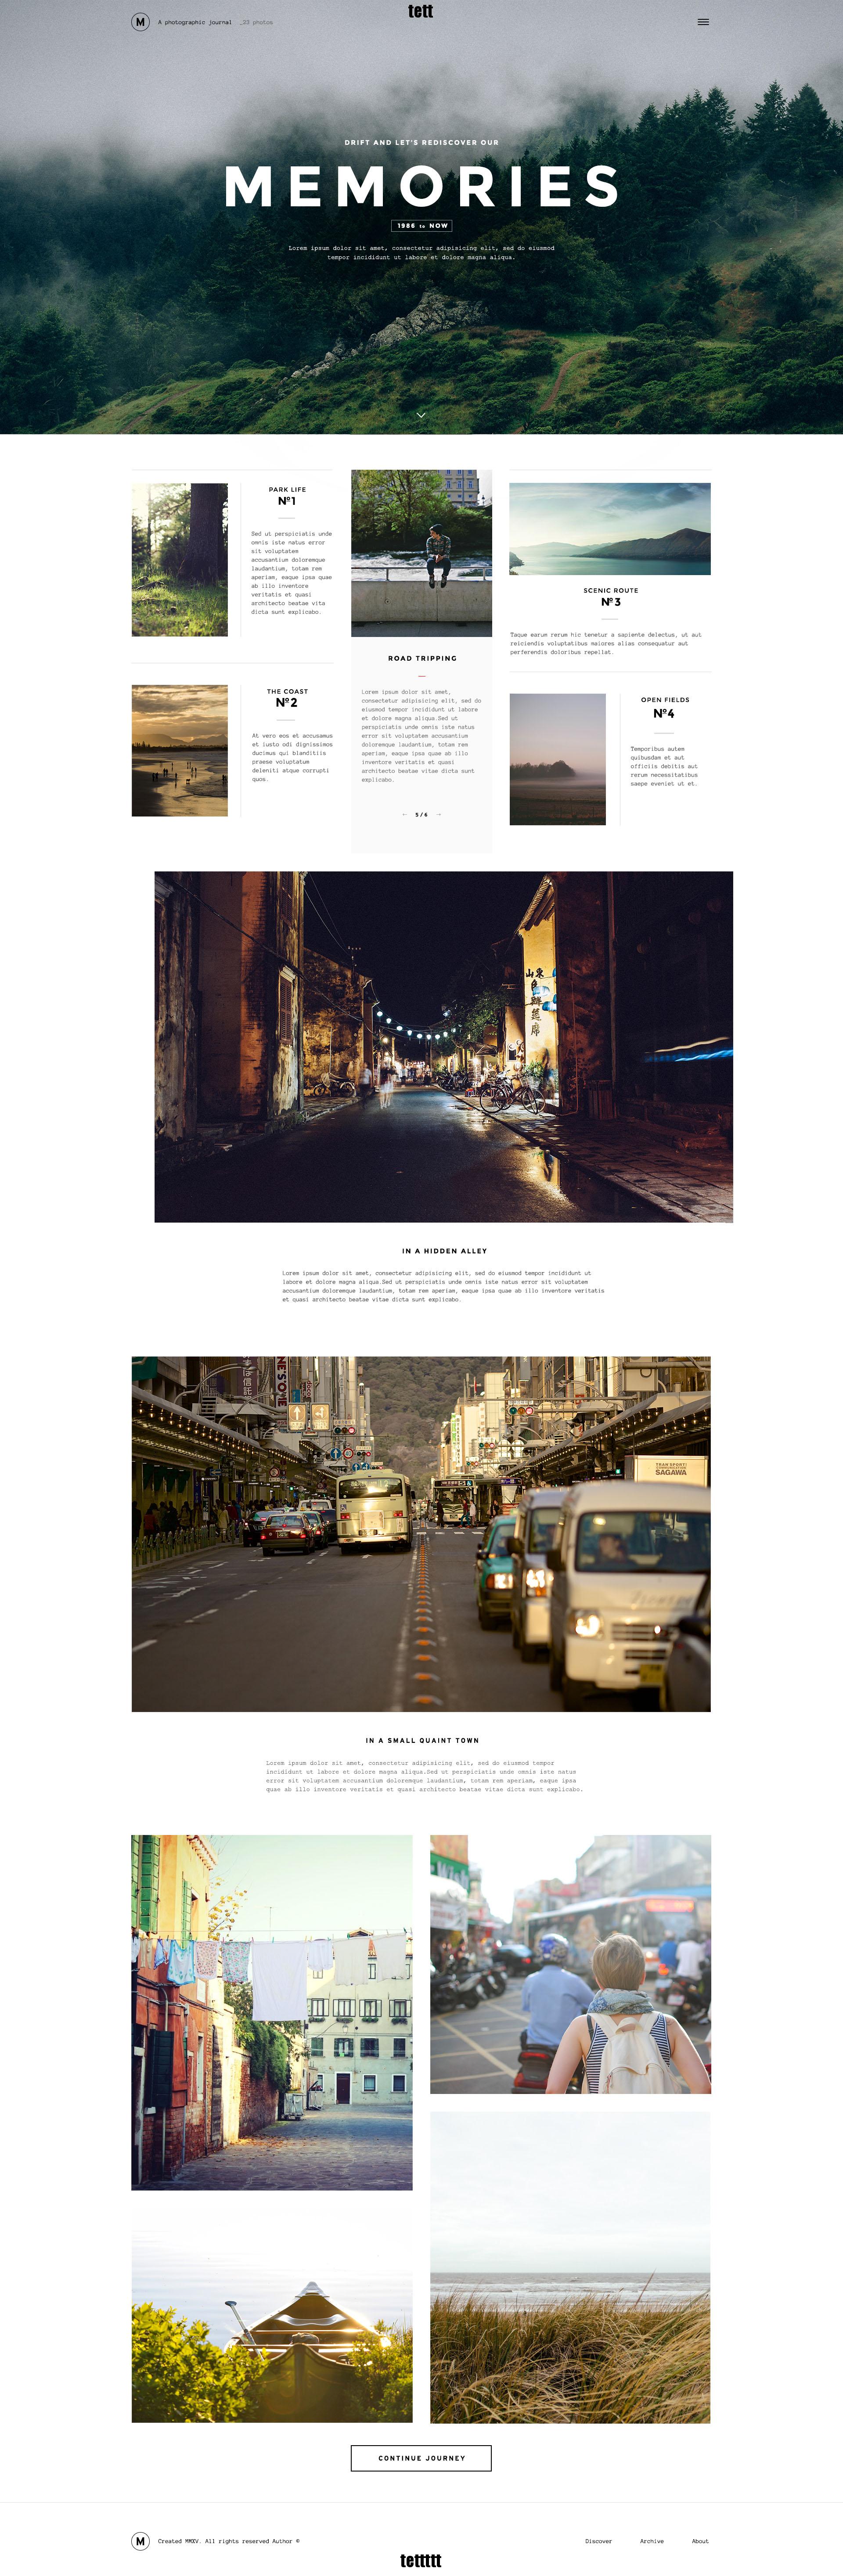 tett
M A photographic journal _23 photos
DRIFT AND LET'S REDISCOVER OUR
MEMORIES
1986 to NOW
Lorem ipsum dolor sit amet, consectetur adipisicing elit, sed do eiusmod
tempor incididunt ut labore et dolore magna aliqua.
PARK LIFE
Nº1
Sed ut perspiciatis unde
omnis iste natus error
sit voluptatem
accusantium doloremque
laudantium, totam rem
aperiam, eaque ipsa quae
ab illo inventore
veritatis et quasi
architecto beatae vita
dicta sunt explicabo.
THE COAST
Nº2
At vero eos et accusamus
et iusto odi dignissimos
ducimus qui blanditiis
praese voluptatum
deleniti atque corrupti
quos.
ROAD TRIPPING
Lorem ipsum dolor sit amet,
consectetur adipisicing elit, sed do
eiusmod tempor incididunt ut labore
et dolore magna aliqua.Sed ut
perspiciatis unde omnis iste natus
error sit voluptatem accusantium
doloremque laudantium, totam rem
aperiam, eaque ipsa quae ab illo
inventore veritatis et quasi
architecto beatae vitae dicta sunt
explicabo.
← 5/6 →
SCENIC ROUTE
Nº3
Taque earum rerum hic tenetur a sapiente delectus, ut aut
reiciendis voluptatibus maiores alias consequatur aut
perferendis doloribus repellat.
OPEN FIELDS
Nº4
Temporibus autem
quibusdam et aut
officiis debitis aut
rerum necessitatibus
saepe eveniet ut et.
IN A HIDDEN ALLEY
Lorem ipsum dolor sit amet, consectetur adipisicing elit, sed do eiusmod tempor incididunt ut
labore et dolore magna aliqua.Sed ut perspiciatis unde omnis iste natus error sit voluptatem
accusantium doloremque laudantium, totam rem aperiam, eaque ipsa quae ab illo inventore veritatis
et quasi architecto beatae vitae dicta sunt explicabo.
TRANSPORT
SAGAWA
IN A SMALL QUAINT TOWN
Lorem ipsum dolor sit amet, consectetur adipisicing elit, sed do eiusmod tempor
incididunt ut labore et dolore magna aliqua.Sed ut perspiciatis unde omnis iste natus
error sit voluptatem accusantium doloremque laudantium, totam rem aperiam, eaque ipsa
quae ab illo inventore veritatis et quasi architecto beatae vitae dicta sunt explicabo.
CONTINUE JOURNEY
M Created MMXV. All rights reserved Author ©
Discover Archive About
tettttt